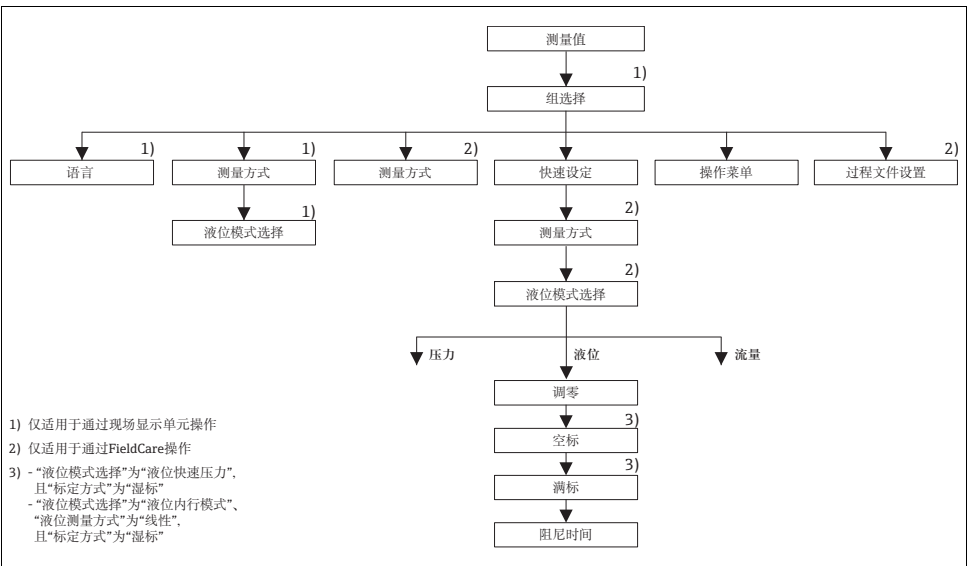 测量值
1)
组选择
1)
1)
2)
2)
语言
测量方式
测量方式
快速设定
操作菜单
过程文件设置
1)
2)
液位模式选择
测量方式
2)
液位模式选择
压力
液位
流量
调零
3)
空标
3)
满标
阻尼时间
1) 仅适用于通过现场显示单元操作
2) 仅适用于通过FieldCare操作
3) - “液位模式选择”为“液位快速压力”,
且“标定方式”为“湿标”
- “液位模式选择”为“液位内行模式”、
“液位测量方式”为“线性”,
且“标定方式”为“湿标”